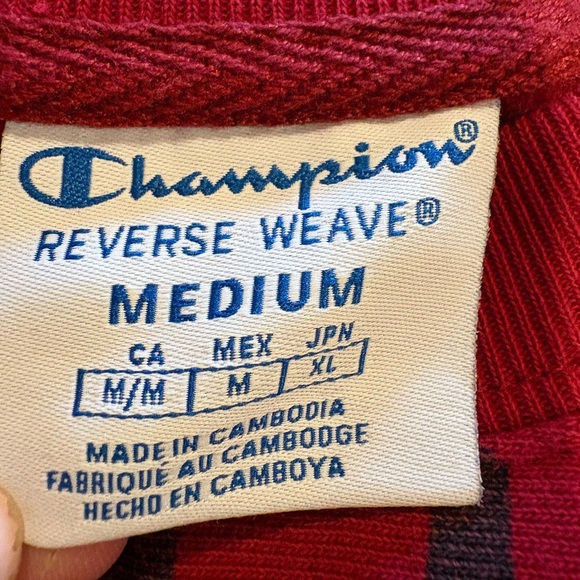 Champion®
REVERSE WEAVE®
MEDIUM
CA MEX JPN
M/M M XL
MADE IN CAMBODIA
FABRIQUÉ AU CAMBODGE
HECHO EN CAMBOYA